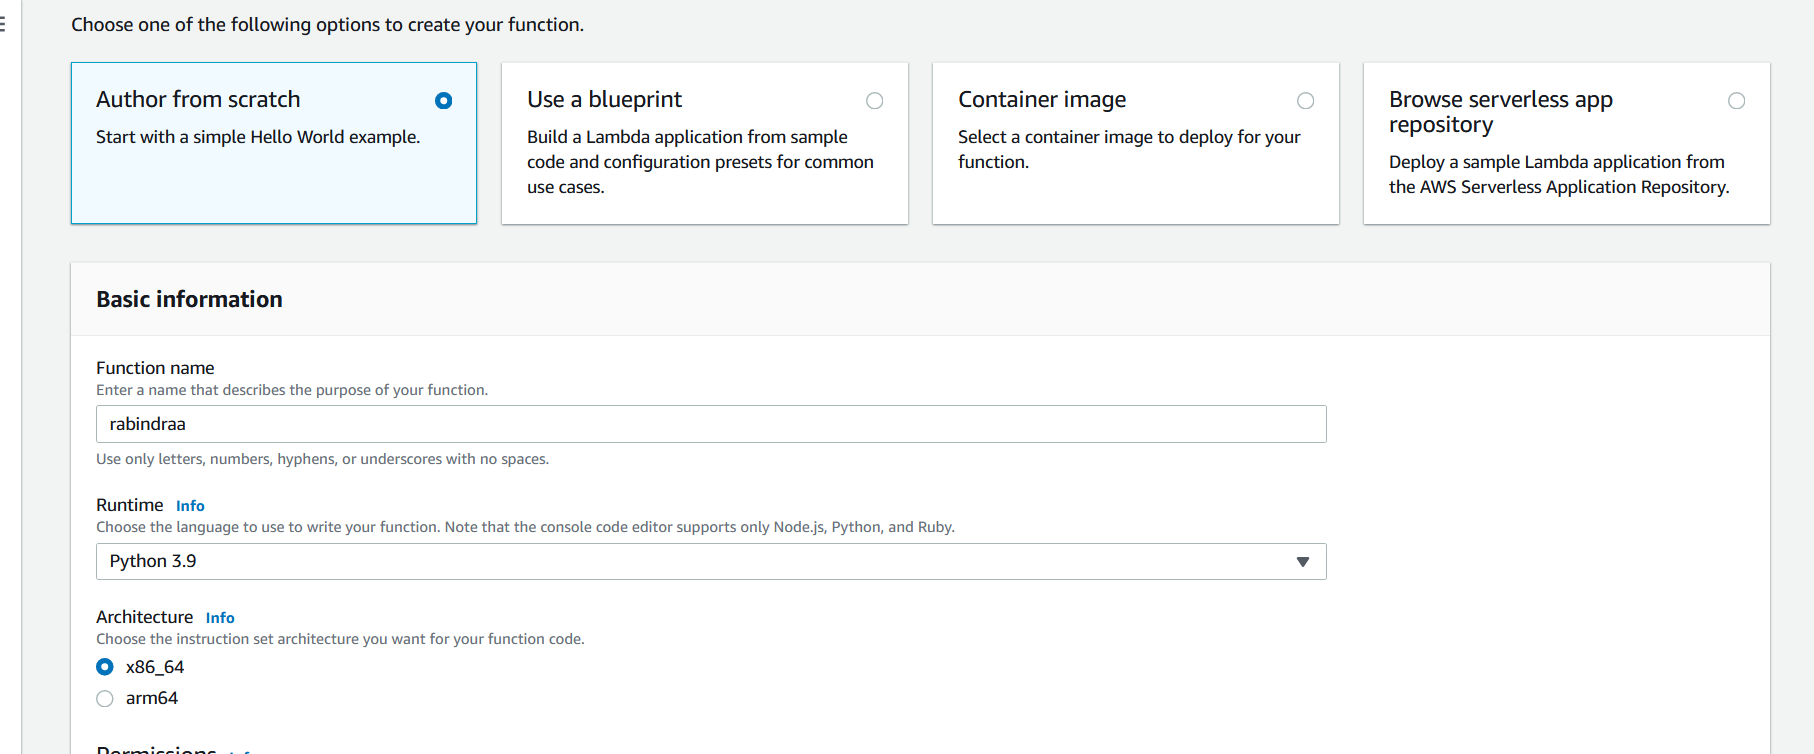 Choose one of the following options to create your function.
Author from scratch
Start with a simple Hello World example.
Use a blueprint
Build a Lambda application from sample
code and configuration presets for common
use cases.
Container image
Select a container image to deploy for your
function.
Browse serverless app
repository
Deploy a sample Lambda application from
the AWS Serverless Application Repository.
Basic information
Function name
Enter a name that describes the purpose of your function.
rabindraa
Use only letters, numbers, hyphens, or underscores with no spaces.
Runtime Info
Choose the language to use to write your function. Note that the console code editor supports only Node.js, Python, and Ruby.
Python 3.9
Architecture Info
Choose the instruction set architecture you want for your function code.
x86_64
arm64
Permissions Info